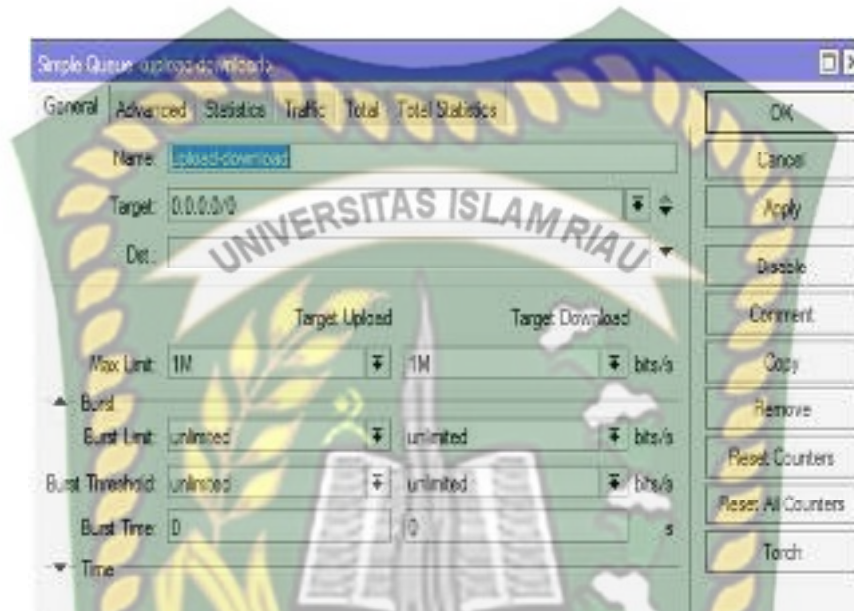 Simple Queue <upload-download>
General Advanced Statistics Traffic Total Total Statistics
Name: upload-download
Target: 0.0.0.0/0
Dst.:
UNIVERSITAS ISLAM RIAU
Target Upload Target Download
Max Limit: 1M 1M bits/s
Burst
Burst Limit: unlimited unlimited bits/s
Burst Threshold: unlimited unlimited bits/s
Burst Time: 0 0 s
Time
OK
Cancel
Apply
Disable
Comment
Copy
Remove
Reset Counters
Reset All Counters
Torch